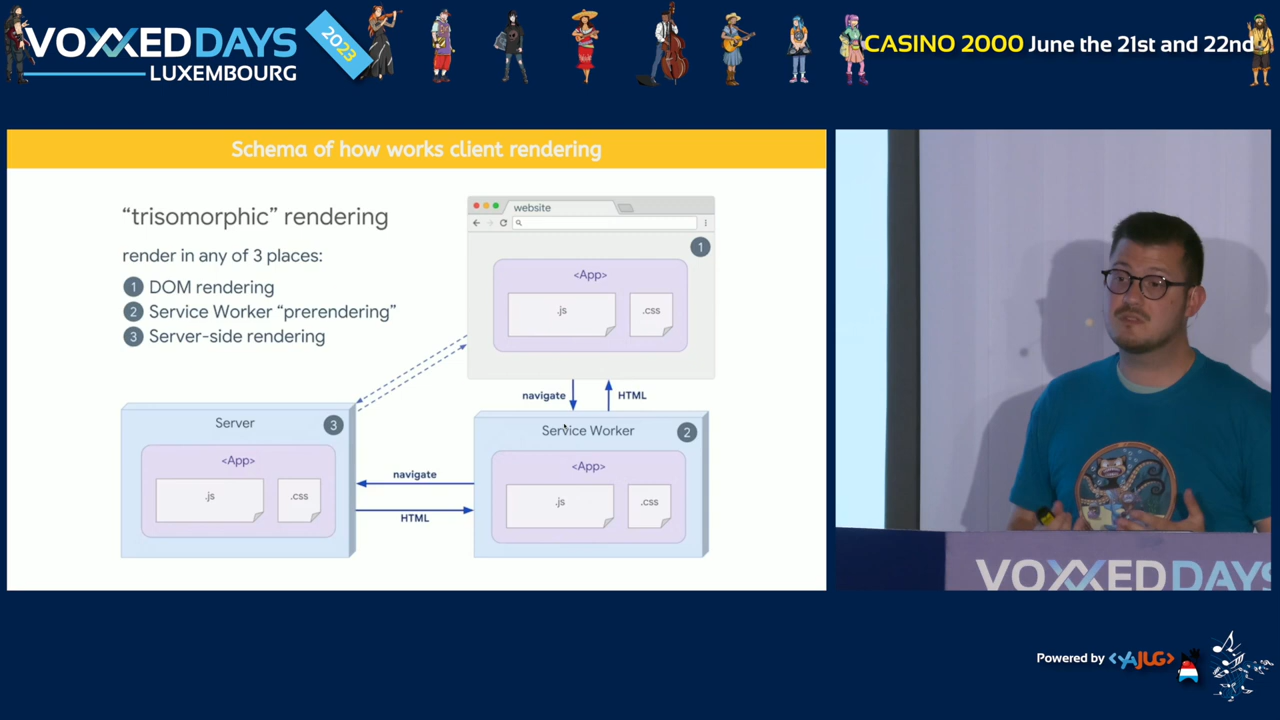 VOXXED DAYS
LUXEMBOURG
2023
CASINO 2000 June the 21st and 22nd
Schema of how works client rendering
“trisomorphic” rendering
render in any of 3 places:
1 DOM rendering
2 Service Worker “prerendering”
3 Server-side rendering
website
1
<App>
.js
.css
navigate
HTML
Server
3
<App>
.js
.css
navigate
HTML
Service Worker
2
<App>
.js
.css
VOXXED DAYS
Powered by <YAJUG>